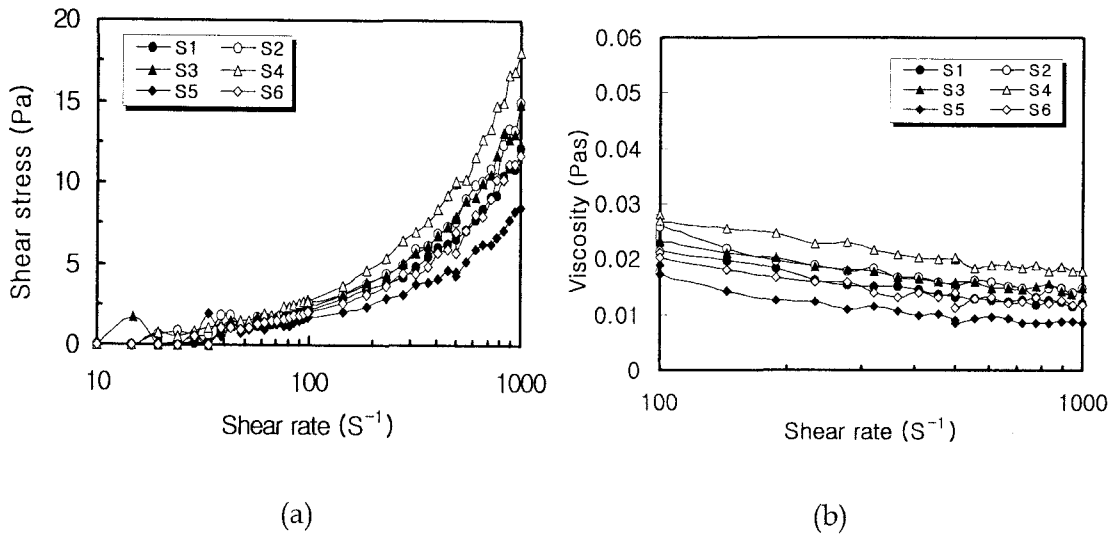 20
15
10
5
0
Shear stress (Pa)
S1 S2
S3 S4
S5 S6
10 100 1000
Shear rate (S⁻¹)
(a)
0.06
0.05
0.04
0.03
0.02
0.01
0
Viscosity (Pas)
S1 S2
S3 S4
S5 S6
100 1000
Shear rate (S⁻¹)
(b)